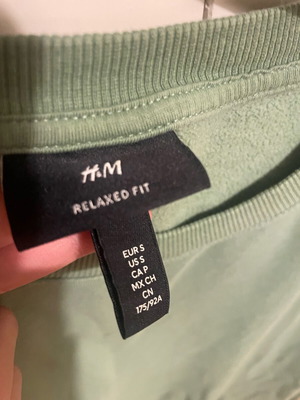 H&M
RELAXED FIT
EUR S
US S
CA P
MX CH
CN
175/92A